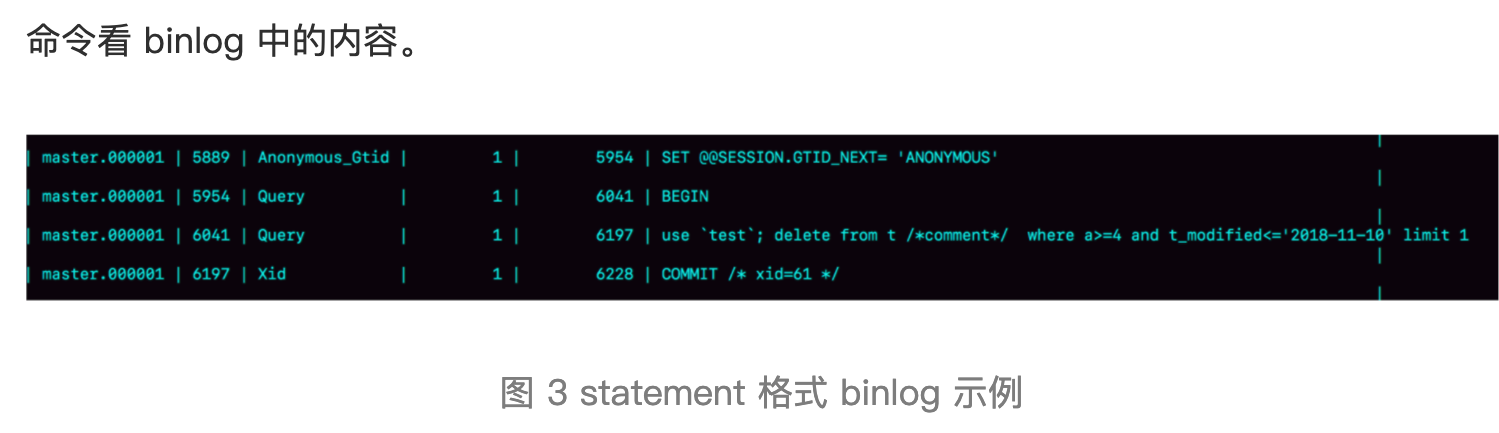 命令看 binlog 中的内容。
| master.000001 | 5889 | Anonymous_Gtid | 1 | 5954 | SET @@SESSION.GTID_NEXT= 'ANONYMOUS' |
| master.000001 | 5954 | Query | 1 | 6041 | BEGIN |
| master.000001 | 6041 | Query | 1 | 6197 | use `test`; delete from t /*comment*/  where a>=4 and t_modified<='2018-11-10' limit 1 |
| master.000001 | 6197 | Xid | 1 | 6228 | COMMIT /* xid=61 */ |
图 3 statement 格式 binlog 示例